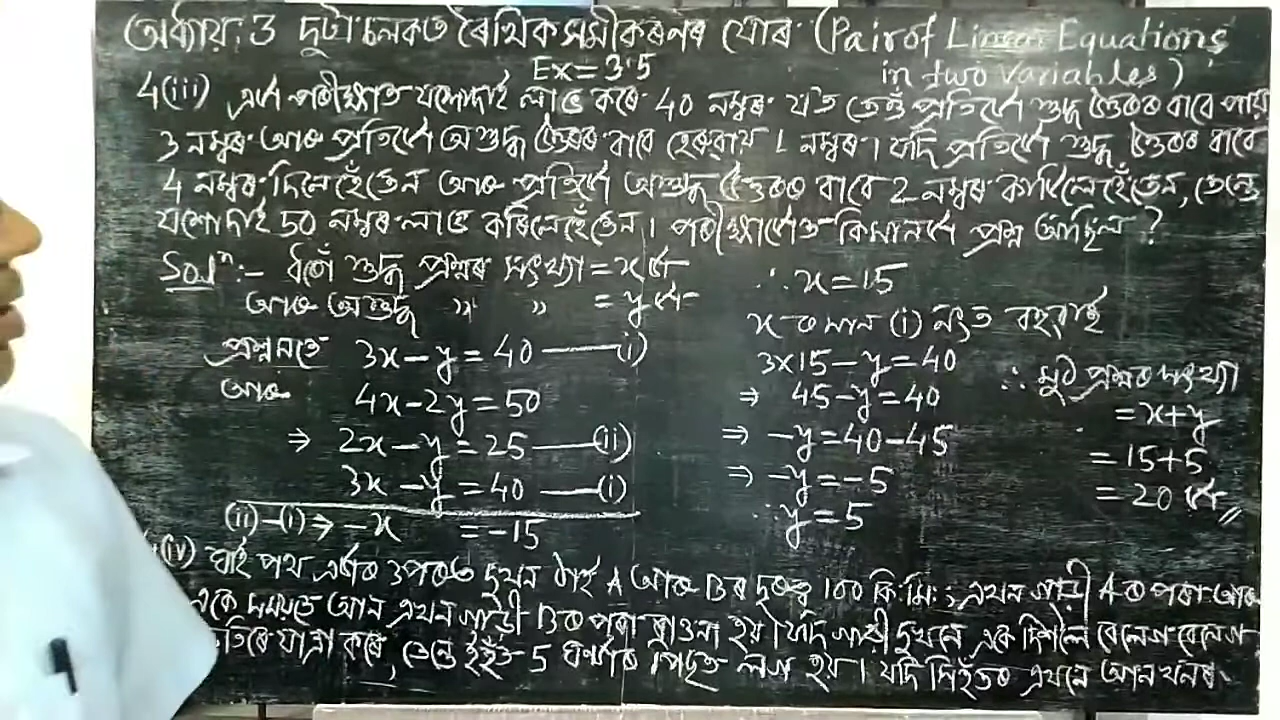 অধ্যায়: 3 দুটা চলকত ৰৈখিক সমীকৰণৰ যোৰ (Pair of Linear Equations
in two Variables)
Ex = 3.5
4(iii) এটা পৰীক্ষাত যশোদাই লাভ কৰে 40 নম্বৰ য'ত তেওঁ প্ৰতিটো শুদ্ধ উত্তৰৰ বাবে পায়
3 নম্বৰ আৰু প্ৰতিটো অশুদ্ধ উত্তৰৰ বাবে হেৰুৱায় 1 নম্বৰ। যদি প্ৰতিটো শুদ্ধ উত্তৰৰ বাবে
4 নম্বৰ দিলেহেঁতেন আৰু প্ৰতিটো অশুদ্ধ উত্তৰৰ বাবে 2 নম্বৰ কাটিলেহেঁতেন, তেন্তে
যশোদাই 50 নম্বৰ লাভ কৰিলেহেঁতেন। পৰীক্ষাটোত কিমানটা প্ৰশ্ন আছিল?
Solⁿ :- ধৰোঁ শুদ্ধ প্ৰশ্নৰ সংখ্যা = x টা
আৰু অশুদ্ধ " " = y টা
প্ৰশ্নমতে 3x - y = 40 —— i)
আৰু
4x - 2y = 50
⇒ 2x - y = 25 —— (ii)
3x - y = 40 —— (i)
(ii) - (i) ⇒ -x = -15
∴ x = 15
x ৰ মান (i) নং ত বহুৱাই
3×15 - y = 40
⇒ 45 - y = 40
⇒ -y = 40 - 45
⇒ -y = -5
∴ y = 5
∴ মুঠ প্ৰশ্নৰ সংখ্যা
= x + y
= 15 + 5
= 20 টা //
(iv) ঘাই পথ এটাৰ ওপৰত দুখন ঠাই A আৰু B ৰ দূৰত্ব 100 কি:মি:, এখন গাড়ী A ৰ পৰা আৰু
একে সময়তে আন এখন গাড়ী B ৰ পৰা ৰাওনা হয়। যদি গাড়ী দুখনে একে দিশলৈ বেলেগ বেলেগ
গতিৰে যাত্ৰা কৰে, তেন্তে ইহঁত 5 ঘণ্টাৰ পিছত লগ হয়। যদি সিহঁতৰ এখনে আনখনৰ